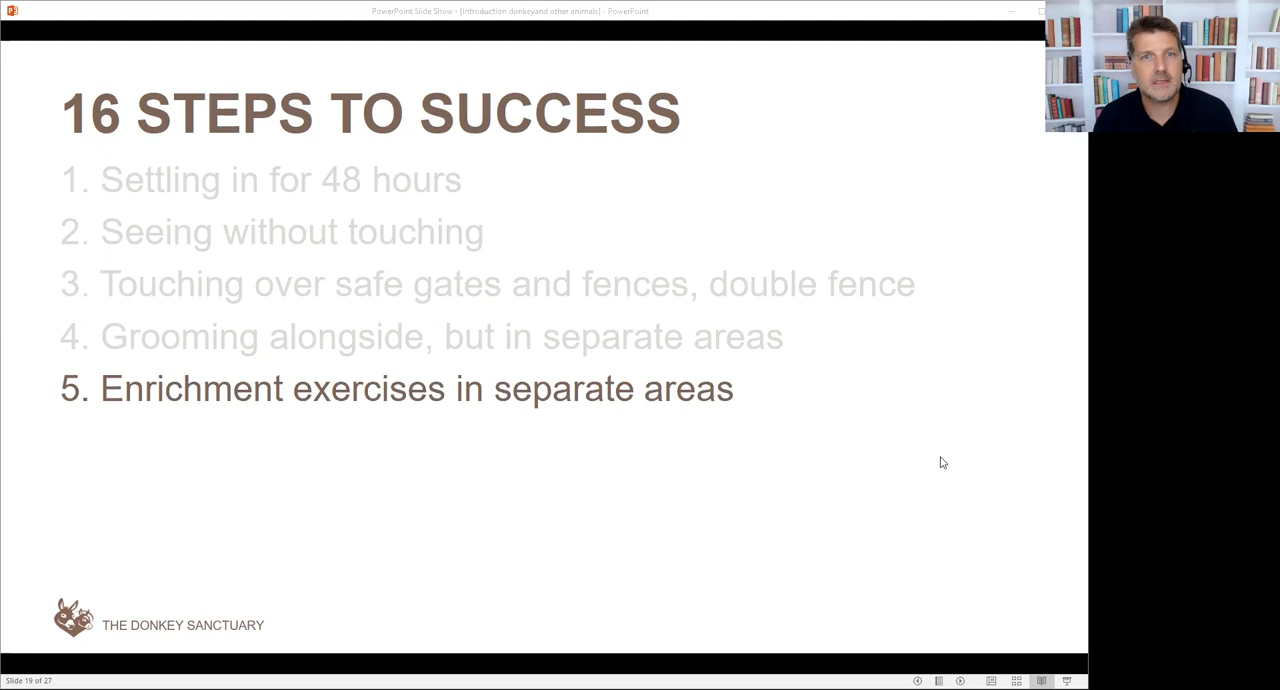 PowerPoint Slide Show - [Introduction donkeyand other animals] - PowerPoint
16 STEPS TO SUCCESS
1. Settling in for 48 hours
2. Seeing without touching
3. Touching over safe gates and fences, double fence
4. Grooming alongside, but in separate areas
5. Enrichment exercises in separate areas
THE DONKEY SANCTUARY
Slide 19 of 27